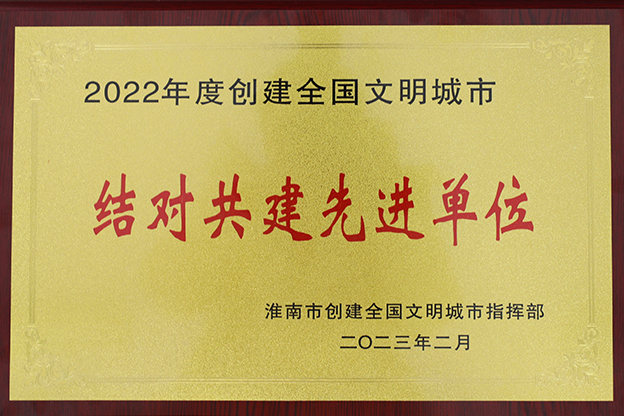 2022年度创建全国文明城市
结对共建先进单位
淮南市创建全国文明城市指挥部
二〇二三年二月